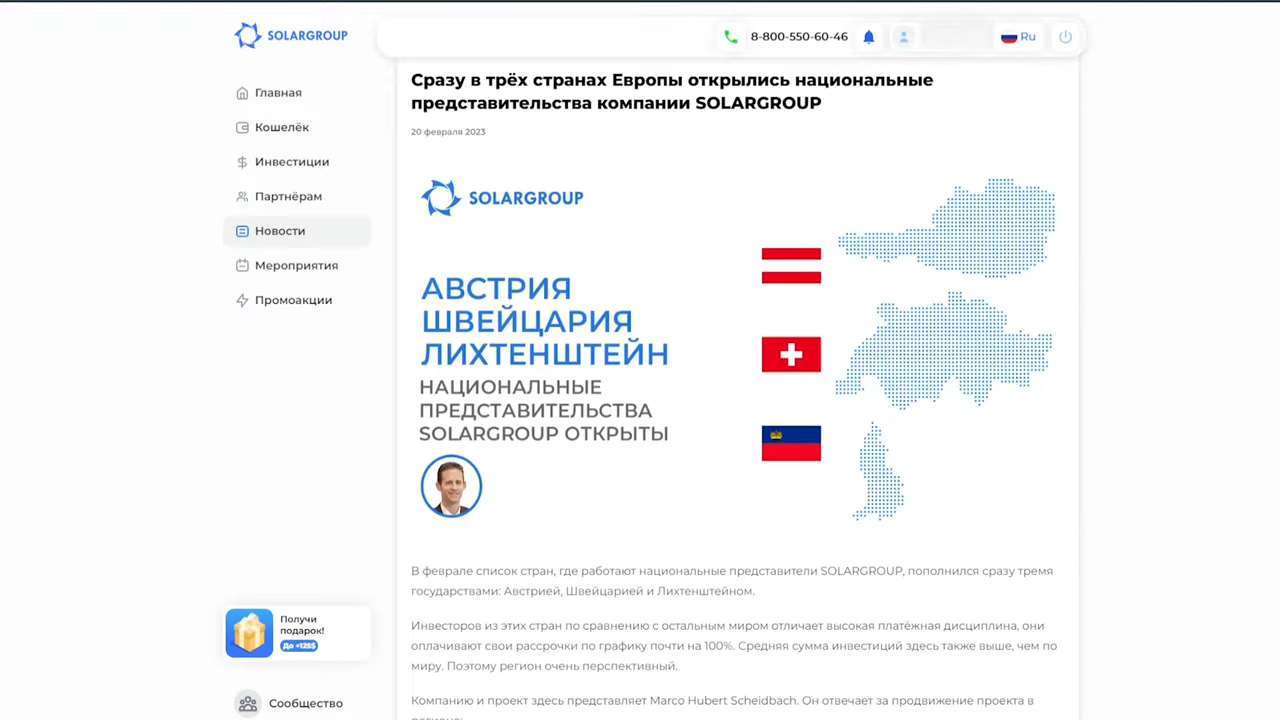 SOLARGROUP
8-800-550-60-46
Ru
Главная
Кошелёк
Инвестиции
Партнёрам
Новости
Мероприятия
Промоакции
Получи
подарок!
До +125$
Сообщество
Сразу в трёх странах Европы открылись национальные
представительства компании SOLARGROUP
20 февраля 2023
SOLARGROUP
АВСТРИЯ
ШВЕЙЦАРИЯ
ЛИХТЕНШТЕЙН
НАЦИОНАЛЬНЫЕ
ПРЕДСТАВИТЕЛЬСТВА
SOLARGROUP ОТКРЫТЫ
В феврале список стран, где работают национальные представители SOLARGROUP, пополнился сразу тремя
государствами: Австрией, Швейцарией и Лихтенштейном.
Инвесторов из этих стран по сравнению с остальным миром отличает высокая платёжная дисциплина, они
оплачивают свои рассрочки по графику почти на 100%. Средняя сумма инвестиций здесь также выше, чем по
миру. Поэтому регион очень перспективный.
Компанию и проект здесь представляет Marco Hubert Scheidbach. Он отвечает за продвижение проекта в